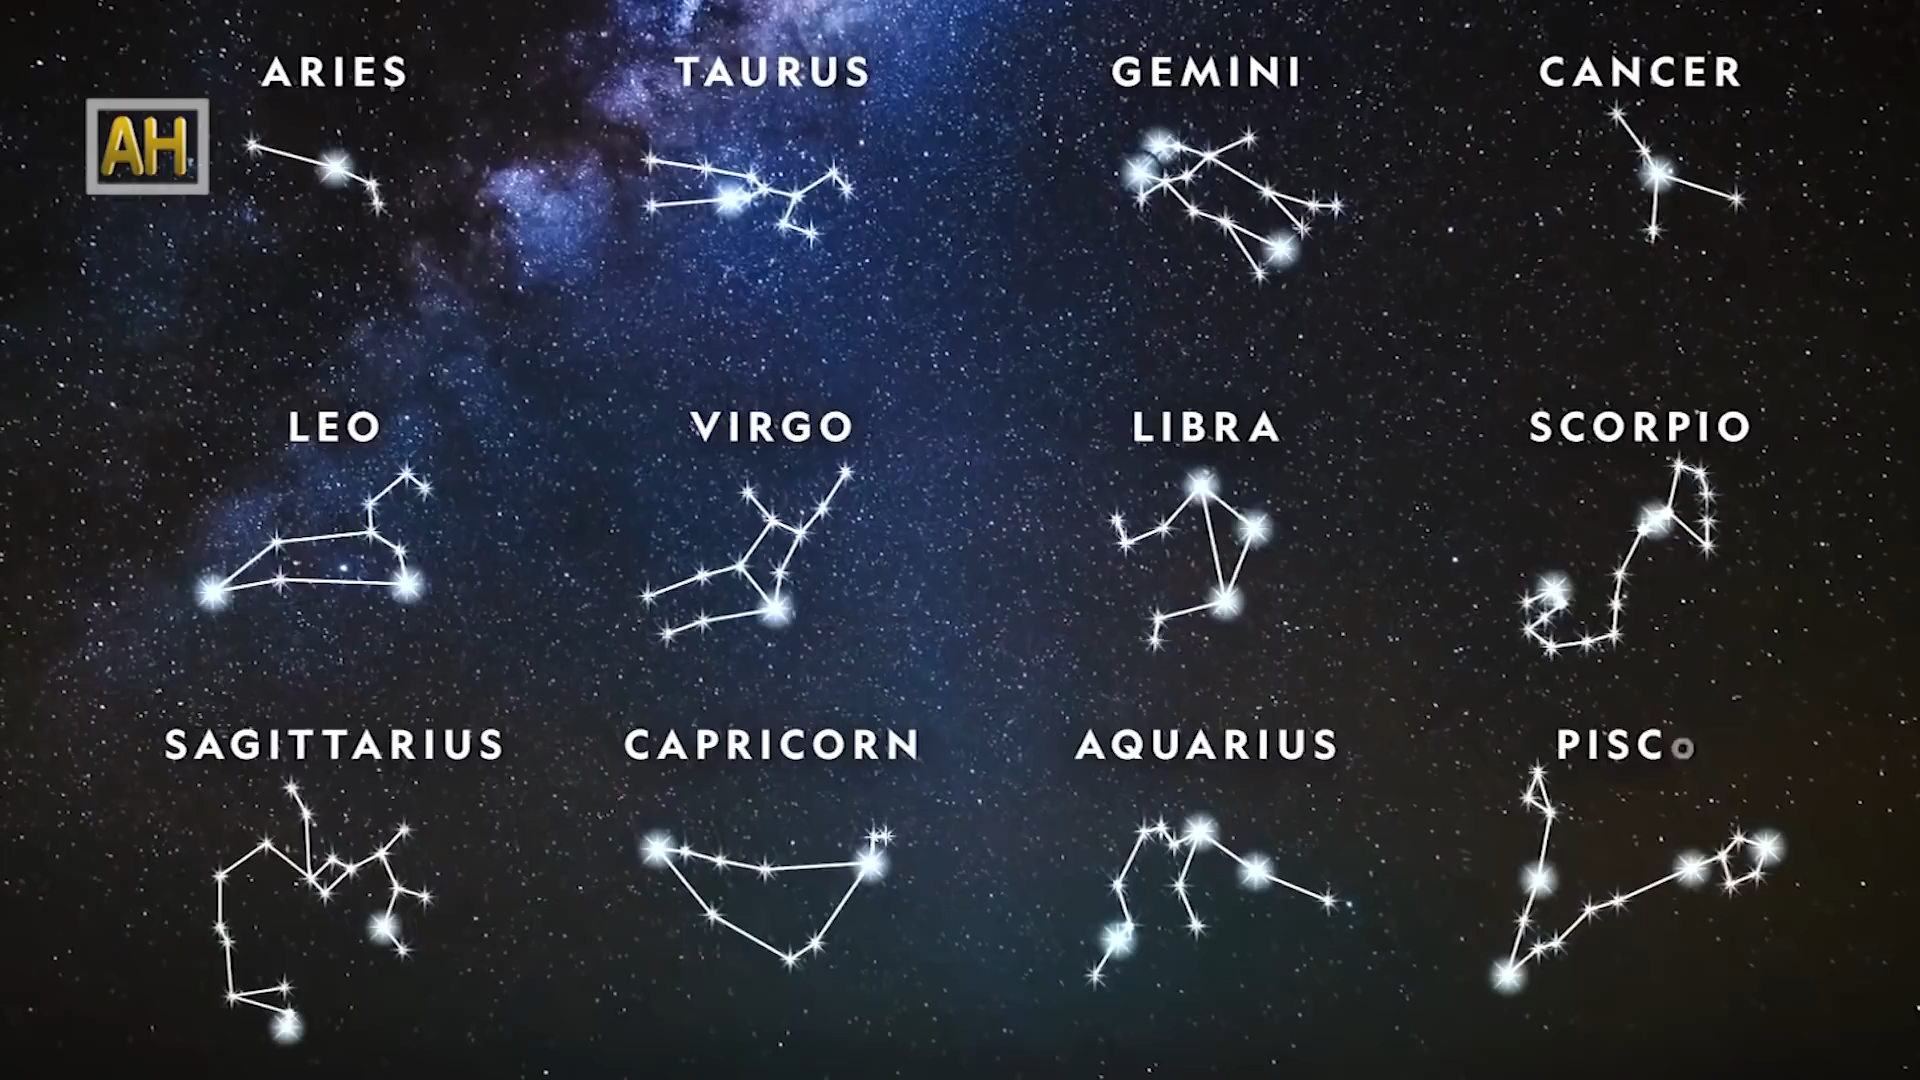 ARIES TAURUS GEMINI CANCER
AH
LEO VIRGO LIBRA SCORPIO
SAGITTARIUS CAPRICORN AQUARIUS PISC